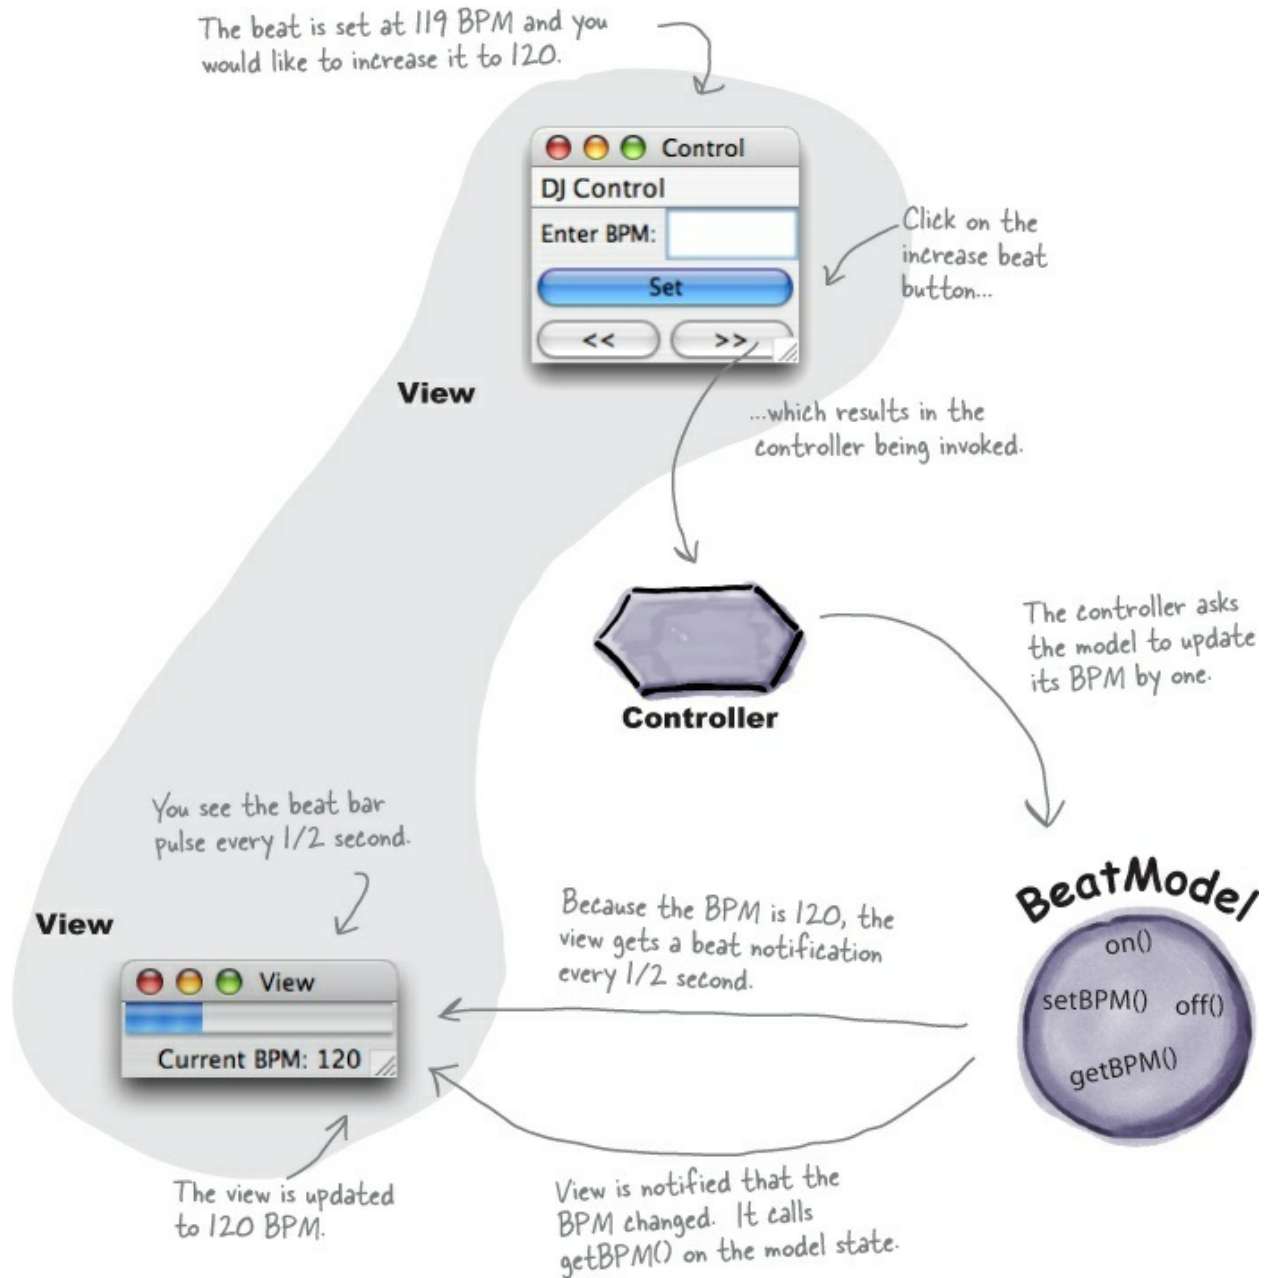 The beat is set at 119 BPM and you
would like to increase it to 120.
Control
DJ Control
Enter BPM:
Set
<< >>
Click on the
increase beat
button...
View
...which results in the
controller being invoked.
Controller
The controller asks
the model to update
its BPM by one.
You see the beat bar
pulse every 1/2 second.
View
View
Current BPM: 120
Because the BPM is 120, the
view gets a beat notification
every 1/2 second.
BeatModel
on()
setBPM() off()
getBPM()
The view is updated
to 120 BPM.
View is notified that the
BPM changed. It calls
getBPM() on the model state.